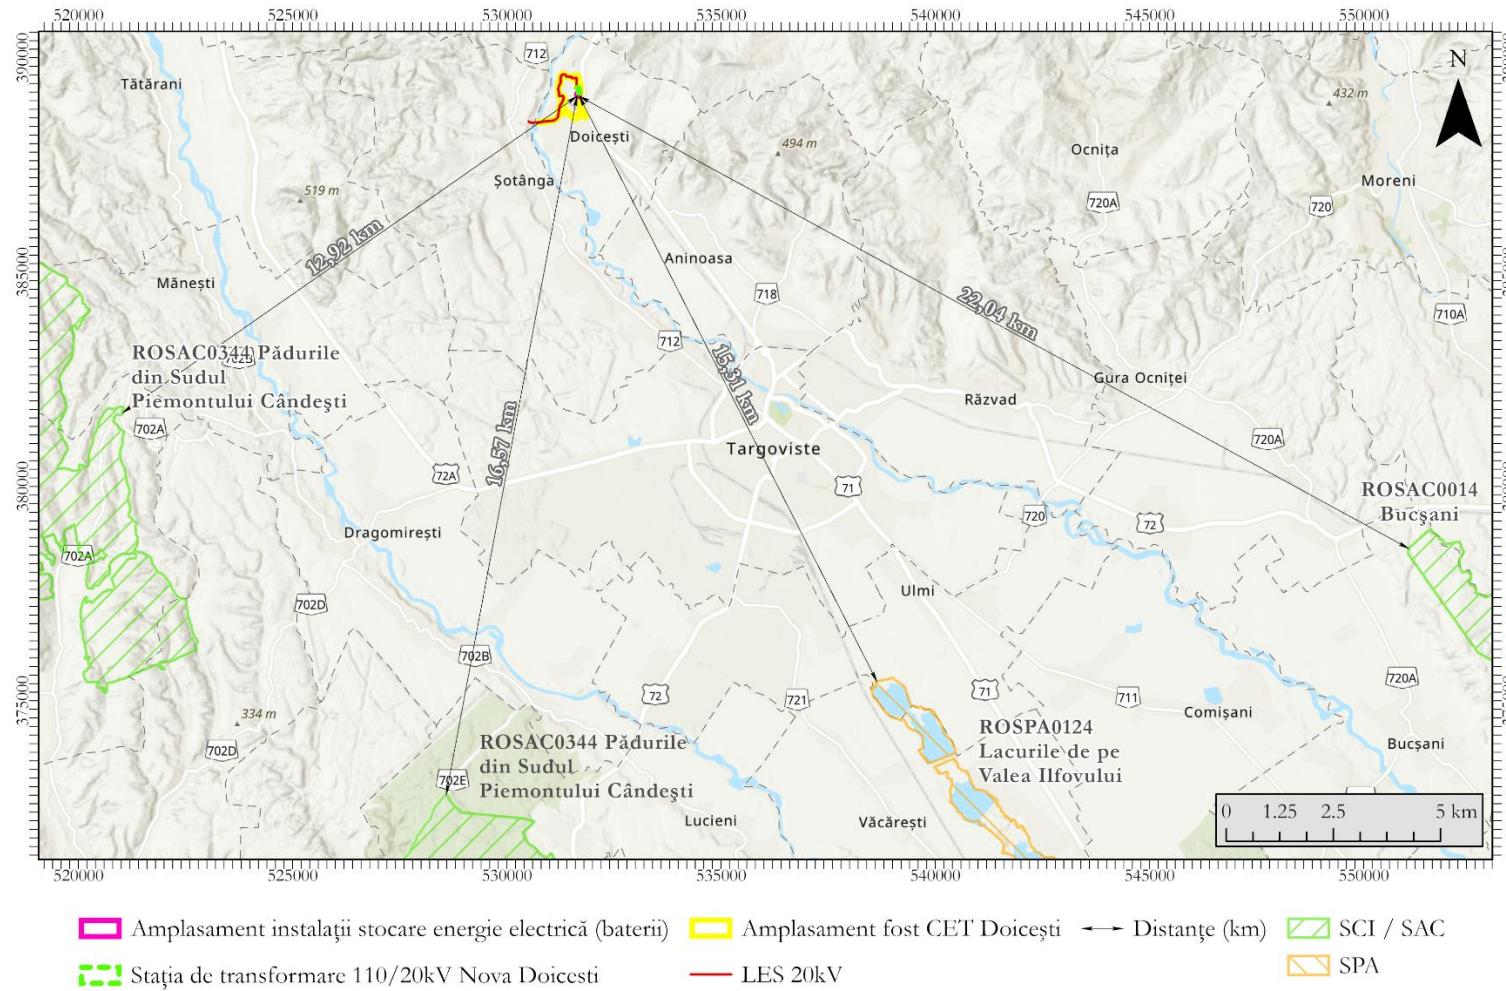 520000 525000 530000 535000 540000 545000 550000
390000
385000
380000
375000
N
712
Tătărani
432 m
Doicești
494 m
Ocnița
Șotânga
Moreni
519 m
720A
720
12,92 km
Aninoasa
Mănești
718
22,04 km
710A
712
ROSAC0344 Pădurile
din Sudul
Piemontului Cândești
702B
15,31 km
Gura Ocniței
Răzvad
702A
16,57 km
720A
Targoviste
72A
71
ROSAC0014
Bucșani
720
72
Dragomirești
702A
Ulmi
702D
702B
72
721
71
711
720A
334 m
Comișani
702D
ROSPA0124
Lacurile de pe
Valea Ilfovului
Bucșani
ROSAC0344 Pădurile
din Sudul
Piemontului Cândești
702E
Lucieni
Văcărești
0 1.25 2.5 5 km
520000 525000 530000 535000 540000 545000 550000
Amplasament instalații stocare energie electrică (baterii) Amplasament fost CET Doicești Distanțe (km) SCI / SAC
Stația de transformare 110/20kV Nova Doicesti LES 20kV SPA